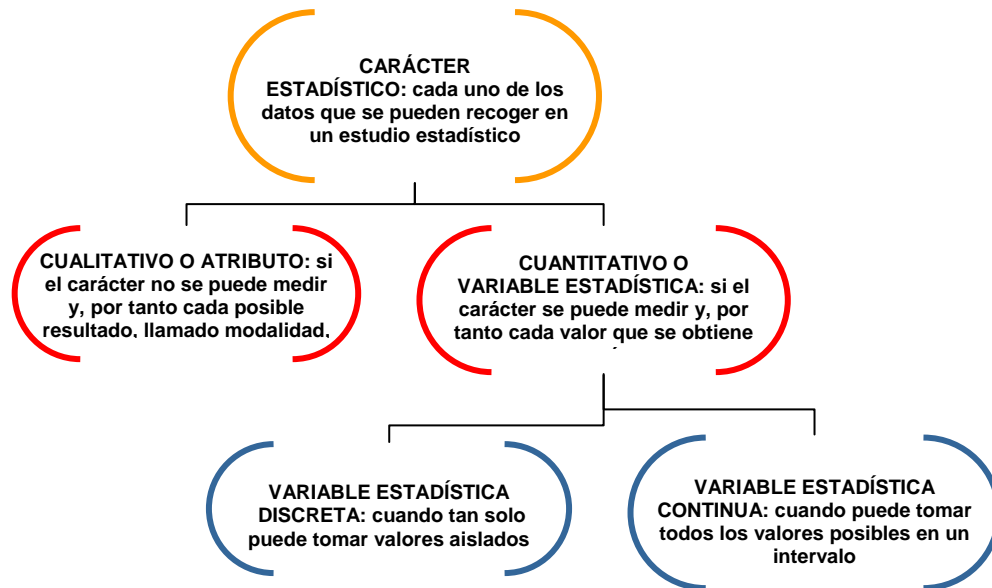 CARÁCTER
ESTADÍSTICO: cada uno de los
datos que se pueden recoger en
un estudio estadístico
CUALITATIVO O ATRIBUTO: si
el carácter no se puede medir
y, por tanto cada posible
resultado, llamado modalidad,
CUANTITATIVO O
VARIABLE ESTADÍSTICA: si el
carácter se puede medir y, por
tanto cada valor que se obtiene
VARIABLE ESTADÍSTICA
DISCRETA: cuando tan solo
puede tomar valores aislados
VARIABLE ESTADÍSTICA
CONTINUA: cuando puede tomar
todos los valores posibles en un
intervalo